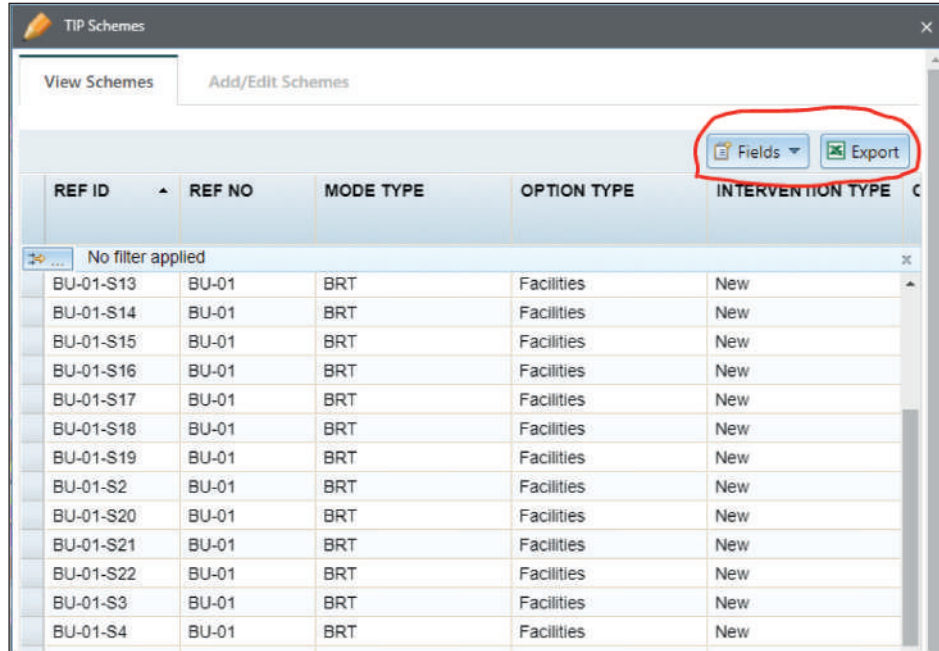 TIP Schemes
View Schemes Add/Edit Schemes
Fields Export
REF ID REF NO MODE TYPE OPTION TYPE INTERVENTION TYPE
... No filter applied
BU-01-S13 BU-01 BRT Facilities New
BU-01-S14 BU-01 BRT Facilities New
BU-01-S15 BU-01 BRT Facilities New
BU-01-S16 BU-01 BRT Facilities New
BU-01-S17 BU-01 BRT Facilities New
BU-01-S18 BU-01 BRT Facilities New
BU-01-S19 BU-01 BRT Facilities New
BU-01-S2 BU-01 BRT Facilities New
BU-01-S20 BU-01 BRT Facilities New
BU-01-S21 BU-01 BRT Facilities New
BU-01-S22 BU-01 BRT Facilities New
BU-01-S3 BU-01 BRT Facilities New
BU-01-S4 BU-01 BRT Facilities New